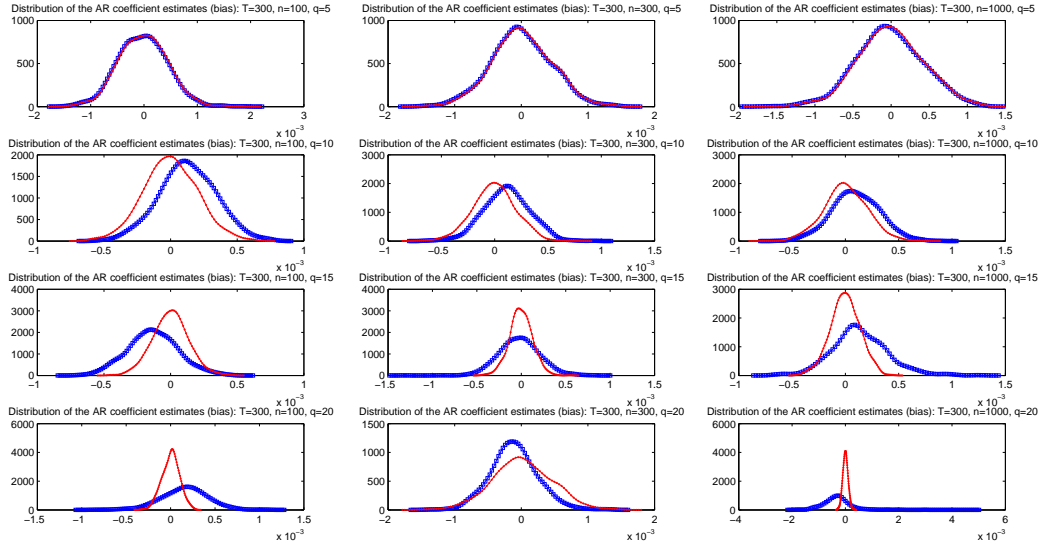 Distribution of the AR coefficient estimates (bias): T=300, n=100, q=5
1000
500
0
−2 −1 0 1 2 3
x 10⁻³
Distribution of the AR coefficient estimates (bias): T=300, n=300, q=5
1000
500
0
−2 −1 0 1 2
x 10⁻³
Distribution of the AR coefficient estimates (bias): T=300, n=1000, q=5
1000
500
0
−2 −1.5 −1 −0.5 0 0.5 1 1.5
x 10⁻³
Distribution of the AR coefficient estimates (bias): T=300, n=100, q=10
2000
1500
1000
500
0
−1 −0.5 0 0.5 1
x 10⁻³
Distribution of the AR coefficient estimates (bias): T=300, n=300, q=10
3000
2000
1000
0
−1 −0.5 0 0.5 1 1.5
x 10⁻³
Distribution of the AR coefficient estimates (bias): T=300, n=1000, q=10
3000
2000
1000
0
−1 −0.5 0 0.5 1 1.5
x 10⁻³
Distribution of the AR coefficient estimates (bias): T=300, n=100, q=15
4000
3000
2000
1000
0
−1 −0.5 0 0.5 1
x 10⁻³
Distribution of the AR coefficient estimates (bias): T=300, n=300, q=15
4000
3000
2000
1000
0
−1.5 −1 −0.5 0 0.5 1 1.5
x 10⁻³
Distribution of the AR coefficient estimates (bias): T=300, n=1000, q=15
3000
2000
1000
0
−1 −0.5 0 0.5 1 1.5
x 10⁻³
Distribution of the AR coefficient estimates (bias): T=300, n=100, q=20
6000
4000
2000
0
−1.5 −1 −0.5 0 0.5 1 1.5
x 10⁻³
Distribution of the AR coefficient estimates (bias): T=300, n=300, q=20
1500
1000
500
0
−2 −1 0 1 2
x 10⁻³
Distribution of the AR coefficient estimates (bias): T=300, n=1000, q=20
6000
4000
2000
0
−4 −2 0 2 4 6
x 10⁻³